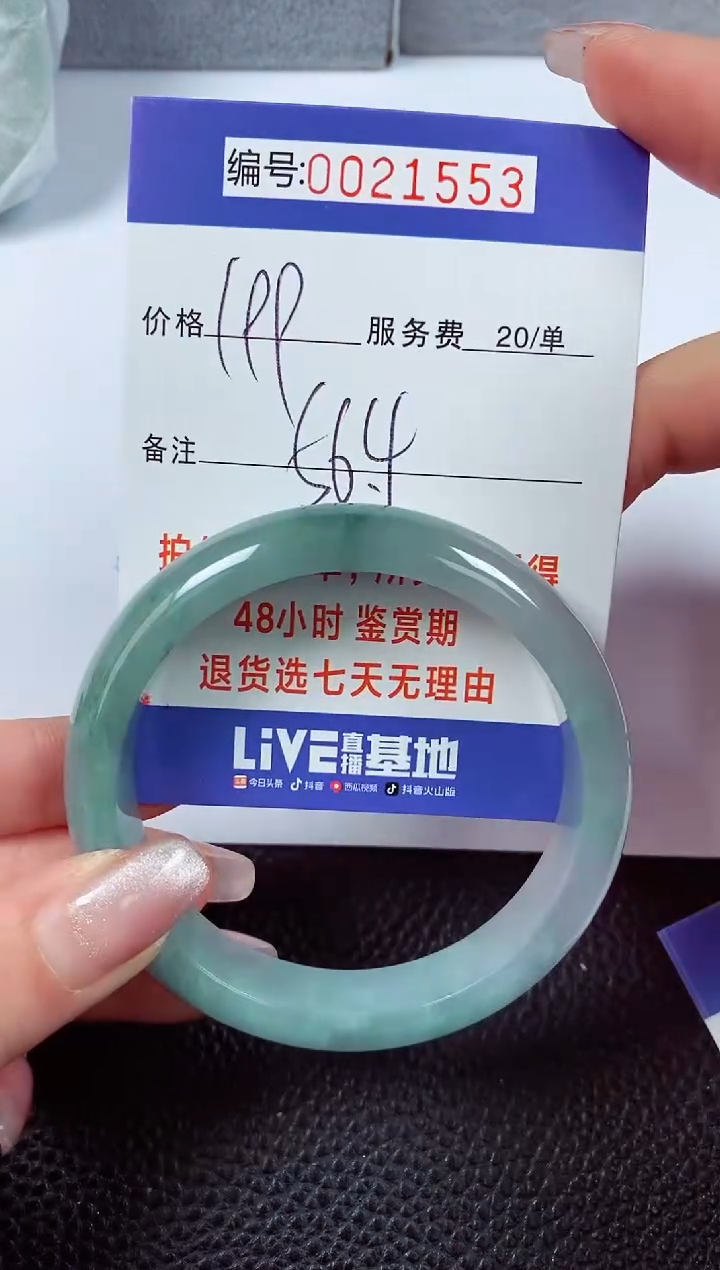 编号:0021553
价格 199 服务费 20/单
备注 56.4
48小时 鉴赏期
退货选七天无理由
LiVE直播基地
今日头条 抖音 西瓜视频 抖音火山版